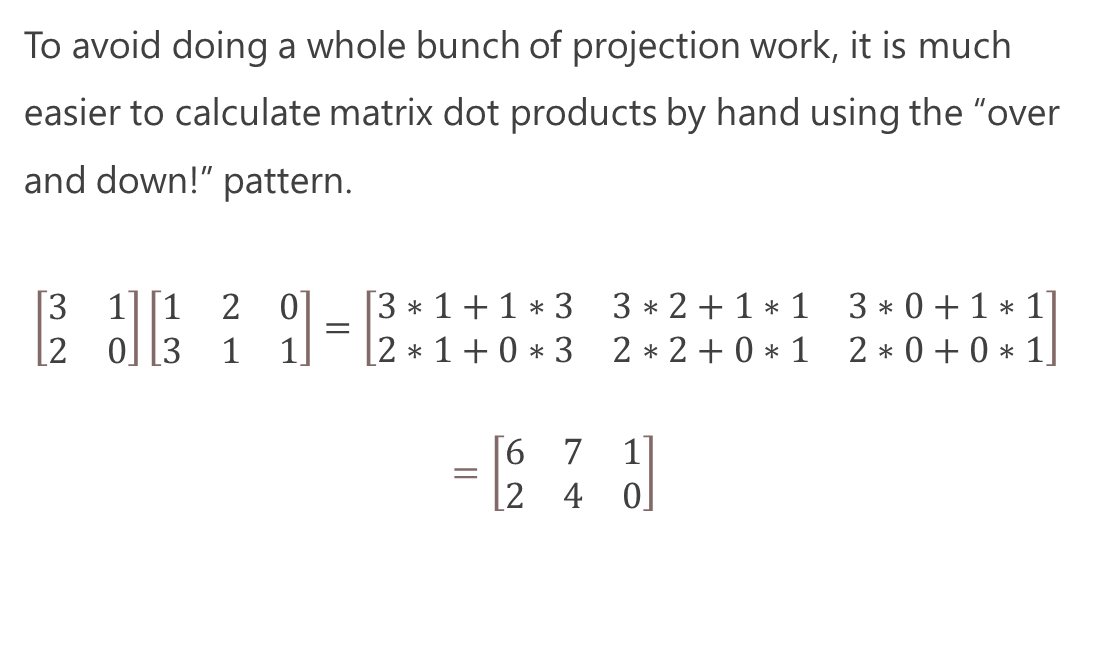 To avoid doing a whole bunch of projection work, it is much
easier to calculate matrix dot products by hand using the “over
and down!” pattern.
[3 1] [1 2 0] = [3 * 1 + 1 * 3 3 * 2 + 1 * 1 3 * 0 + 1 * 1]
[2 0] [3 1 1] [2 * 1 + 0 * 3 2 * 2 + 0 * 1 2 * 0 + 0 * 1]
= [6 7 1]
[2 4 0]